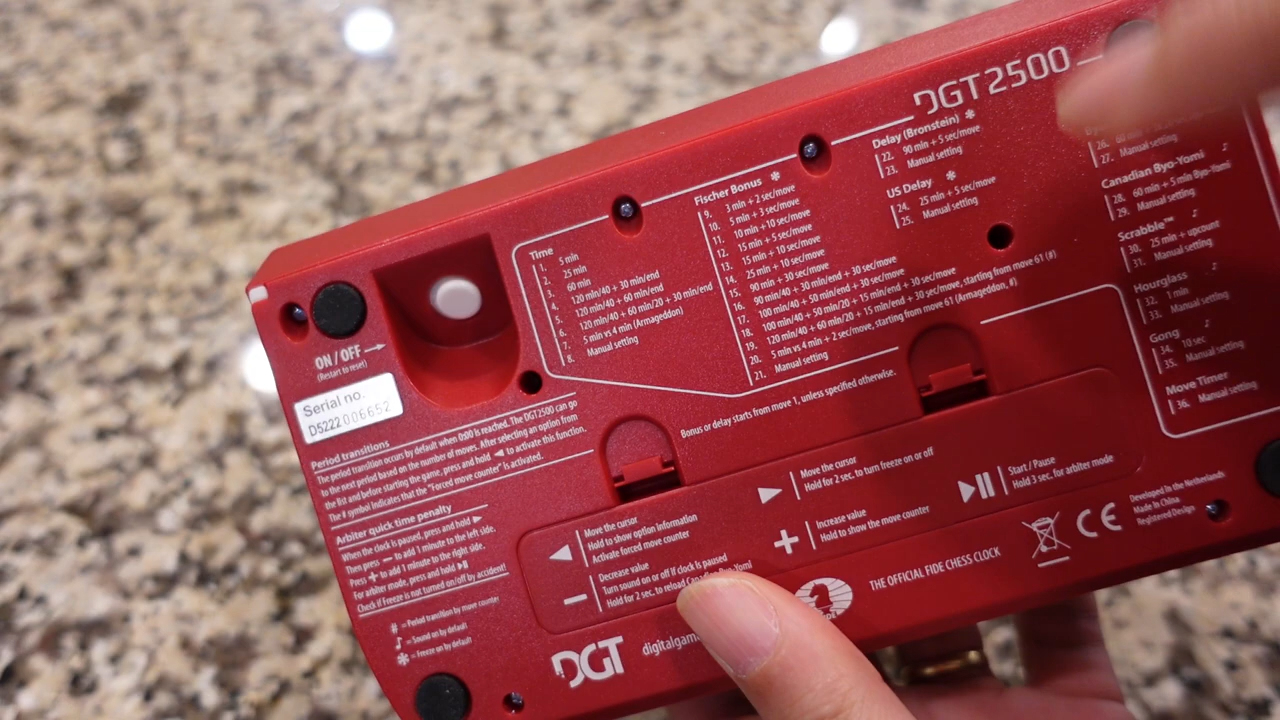 DGT2500
ON / OFF
(Restart to reset)
Serial no.
D5222006652
Time
1. 5 min
2. 25 min
3. 60 min
4. 120 min/40 + 30 min/end
5. 120 min/40 + 60 min/end
6. 120 min/40 + 60 min/20 + 30 min/end
7. 5 min vs 4 min (Armageddon)
8. Manual setting
Fischer Bonus *
9. 3 min + 2 sec/move
10. 5 min + 3 sec/move
11. 10 min +10 sec/move
12. 15 min + 5 sec/move
13. 15 min + 10 sec/move
14. 25 min + 10 sec/move
15. 90 min + 30 sec/move
16. 90 min/40 + 30 min/end + 30 sec/move
17. 100 min/40 + 50 min/end + 30 sec/move
18. 100 min/40 + 50 min/20 + 15 min/end + 30 sec/move
19. 120 min/40 + 60 min/20 + 15 min/end + 30 sec/move, starting from move 61 (#)
20. 5 min vs 4 min + 2 sec/move, starting from move 61 (Armageddon, #)
21. Manual setting
Delay (Bronstein) *
22. 90 min + 5 sec/move
23. Manual setting
US Delay *
24. 25 min + 5 sec/move
25. Manual setting
26. 60
27. Manual setting
Canadian Byo-Yomi ♪
28. 60 min + 5 min Byo-Yomi
29. Manual setting
Scrabble™ ♪
30. 25 min + upcount
31. Manual setting
Hourglass ♪
32. 1 min
33. Manual setting
Gong ♪
34. 10 sec
35. Manual setting
Move Timer
36. Manual setting
Bonus or delay starts from move 1, unless specified otherwise.
Period transitions
The period transition occurs by default when 0:00 is reached. The DGT2500 can go
to the next period based on the number of moves. After selecting an option from
the list and before starting the game, press and hold ◄ to activate this function.
The # symbol indicates that the "Forced move counter" is activated.
Arbiter quick time penalty
When the clock is paused, press and hold ►
Then press — to add 1 minute to the left side.
Press + to add 1 minute to the right side.
For arbiter mode, press and hold ►II
Check if Freeze is not turned on/off by accident!
# = Period transition by move counter
♪ = Sound on by default
* = Freeze on by default
◄ Move the cursor
Hold to show option information
Activate forced move counter
— Decrease value
Turn sound on or off if clock is paused
Hold for 2 sec. to reload Byo-Yomi
► Move the cursor
Hold for 2 sec. to turn freeze on or off
+ Increase value
Hold to show the move counter
►II Start / Pause
Hold 3 sec. for arbiter mode
DGT
THE OFFICIAL FIDE CHESS CLOCK
CE
Developed in the Netherlands
Made in China
Registered Design